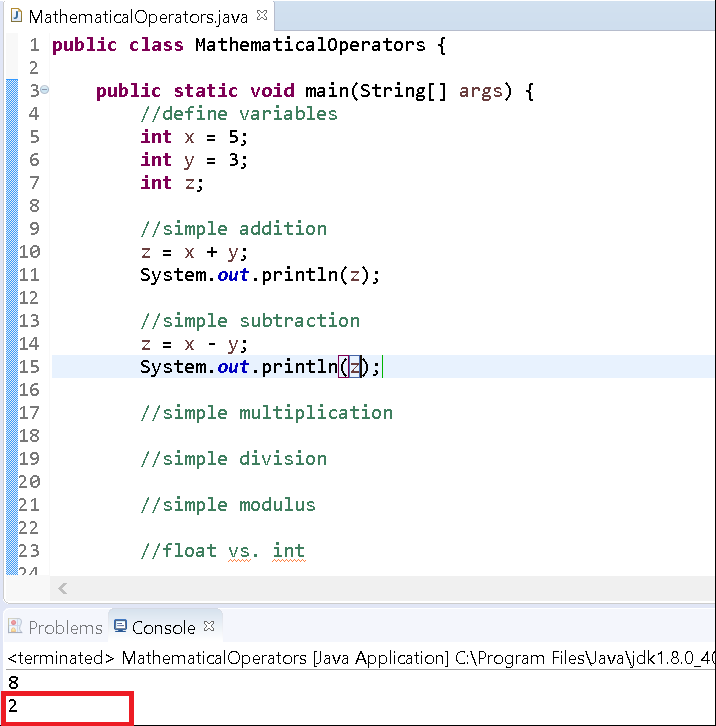 MathematicalOperators.java
1 public class MathematicalOperators {
2
3 public static void main(String[] args) {
4 //define variables
5 int x = 5;
6 int y = 3;
7 int z;
8
9 //simple addition
10 z = x + y;
11 System.out.println(z);
12
13 //simple subtraction
14 z = x - y;
15 System.out.println(z);
16
17 //simple multiplication
18
19 //simple division
20
21 //simple modulus
22
23 //float vs. int
24
Problems Console
<terminated> MathematicalOperators [Java Application] C:\Program Files\Java\jdk1.8.0_40
8
2